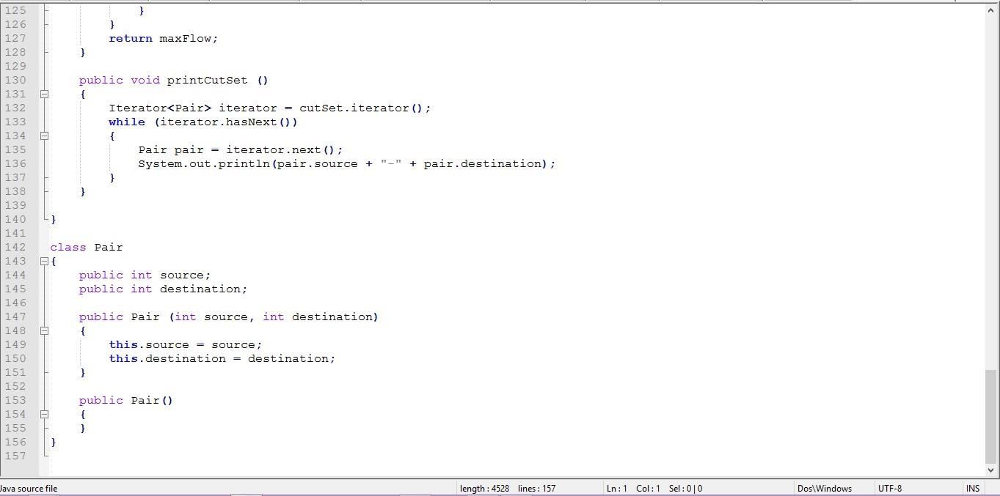 125 }
126 }
127 return maxFlow;
128 }
129
130 public void printCutSet ()
131 {
132 Iterator<Pair> iterator = cutSet.iterator();
133 while (iterator.hasNext())
134 {
135 Pair pair = iterator.next();
136 System.out.println(pair.source + "-" + pair.destination);
137 }
138 }
139
140 }
141
142 class Pair
143 {
144 public int source;
145 public int destination;
146
147 public Pair (int source, int destination)
148 {
149 this.source = source;
150 this.destination = destination;
151 }
152
153 public Pair()
154 {
155 }
156 }
157
Java source file length : 4528 lines : 157 Ln : 1 Col : 1 Sel : 0 | 0 Dos\Windows UTF-8 INS